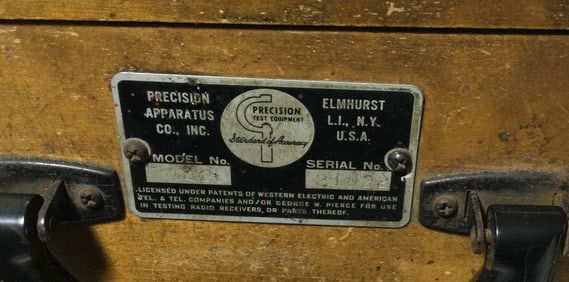 PRECISION
APPARATUS
CO., INC.
PRECISION
TEST EQUIPMENT
Standard of Accuracy
ELMHURST
L.I., N.Y.
U.S.A.
MODEL No.
SERIAL No.
LICENSED UNDER PATENTS OF WESTERN ELECTRIC AND AMERICAN
TEL. & TEL. COMPANIES AND/OR GEORGE W. PIERCE FOR USE
IN TESTING RADIO RECEIVERS, OR PARTS THEREOF.